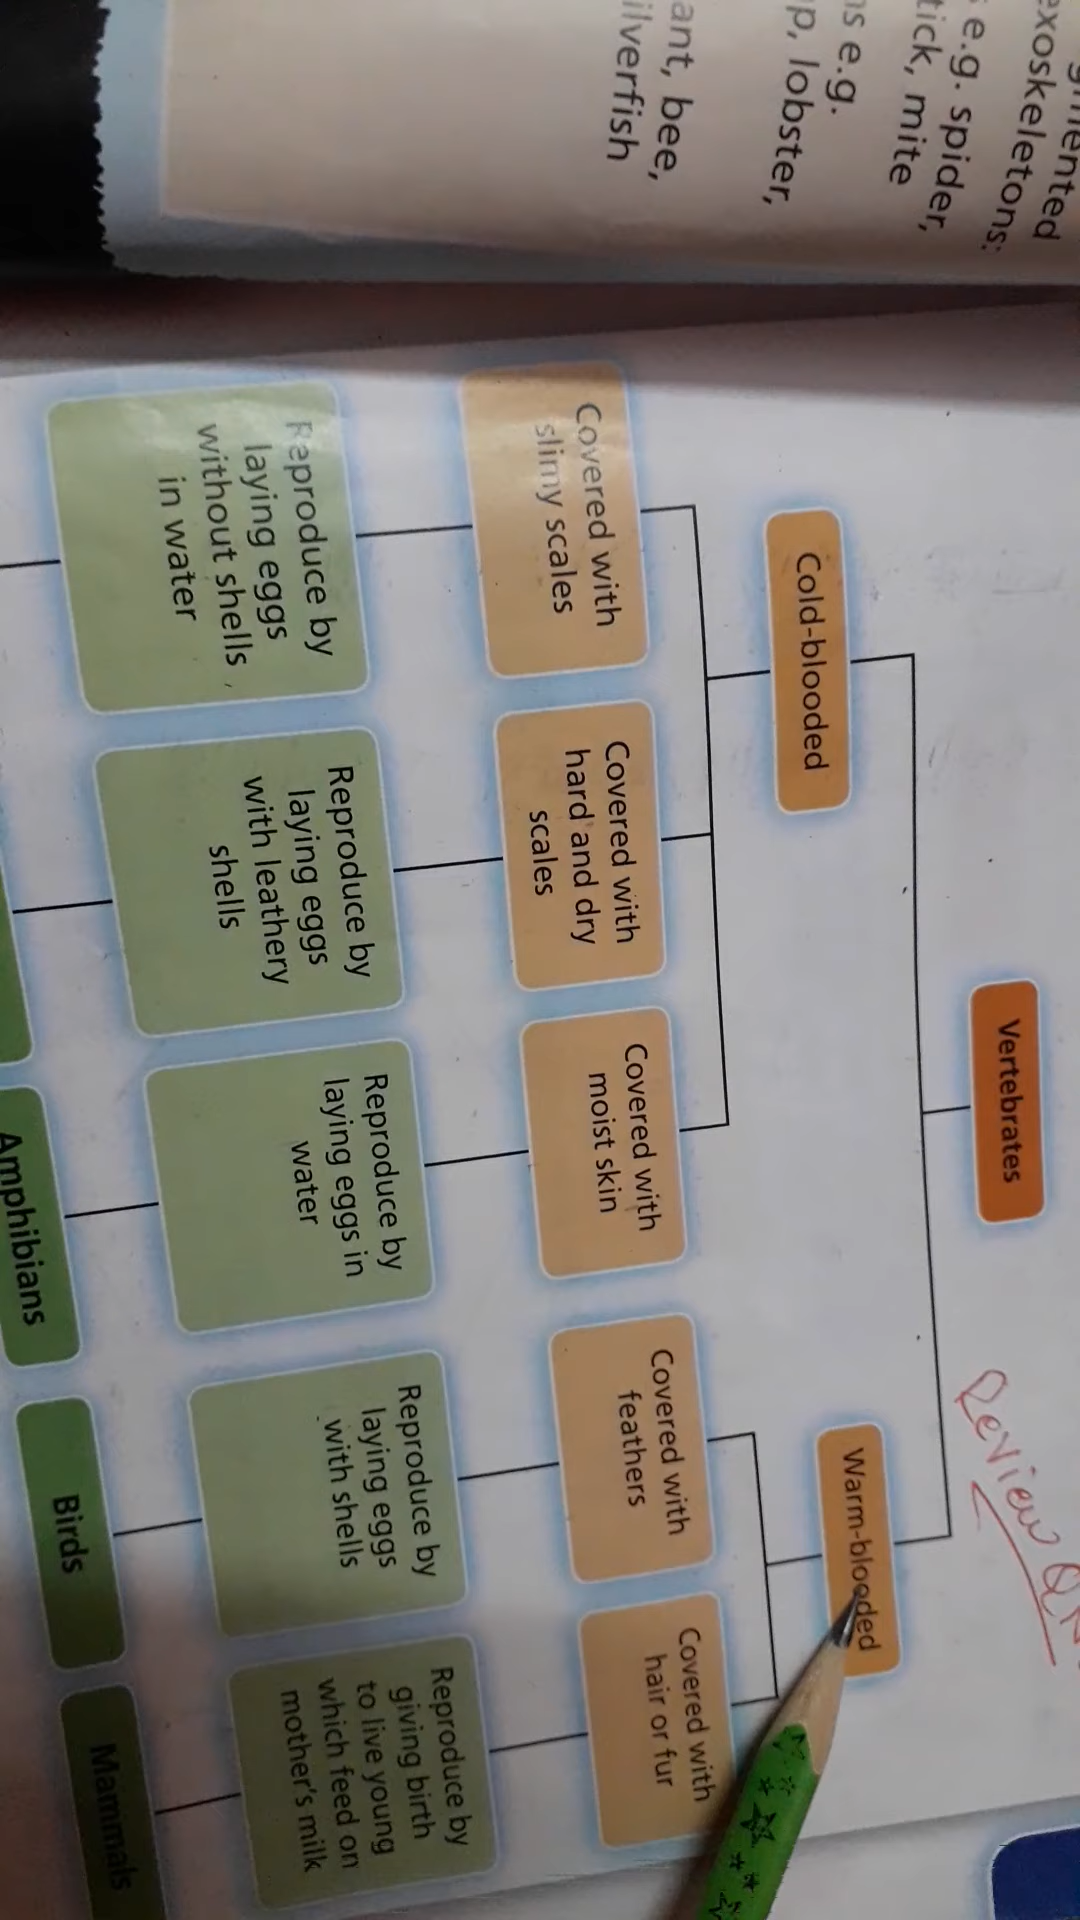 exoskeletons:
e.g. spider,
tick, mite
e.g.
lobster,
ant, bee,
silverfish
Review
Vertebrates
Cold-blooded
Warm-blooded
Covered with
slimy scales
Covered with
hard and dry
scales
Covered with
moist skin
Covered with
feathers
Covered with
hair or fur
Reproduce by
laying eggs
without shells
in water
Reproduce by
laying eggs
with leathery
shells
Reproduce by
laying eggs in
water
Reproduce by
laying eggs
with shells
Reproduce by
giving birth
to live young
which feed on
mother's milk
Amphibians
Birds
Mammals